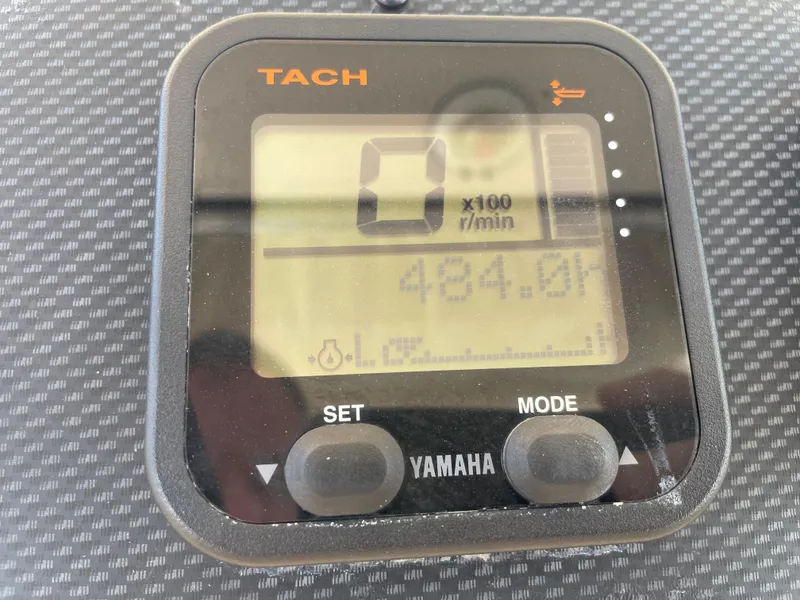 TACH
0
x100
r/min
484.0h
L
SET
MODE
YAMAHA